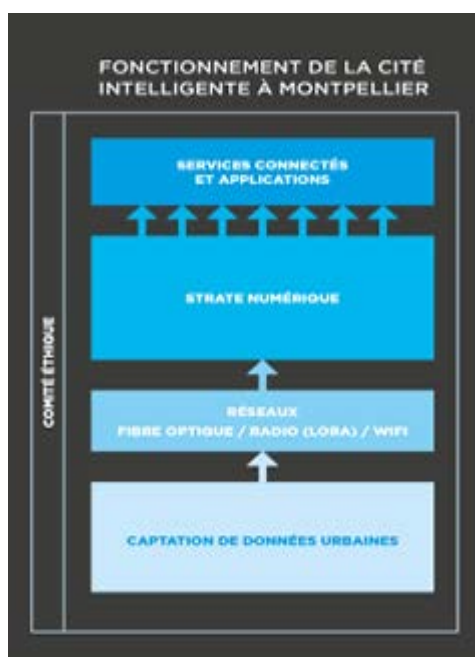 FONCTIONNEMENT DE LA CITÉ
INTELLIGENTE À MONTPELLIER
COMITÉ ÉTHIQUE
SERVICES CONNECTÉS
ET APPLICATIONS
STRATE NUMÉRIQUE
RÉSEAUX
FIBRE OPTIQUE / RADIO (LORA) / WIFI
CAPTATION DE DONNÉES URBAINES